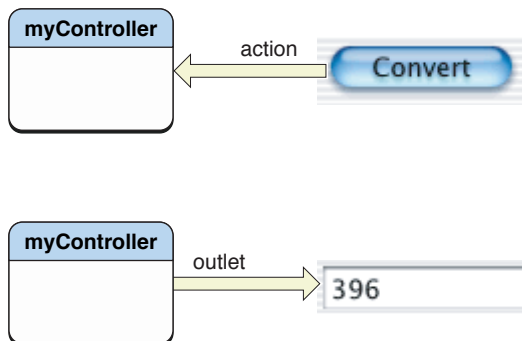 myController
action
Convert
myController
outlet
396